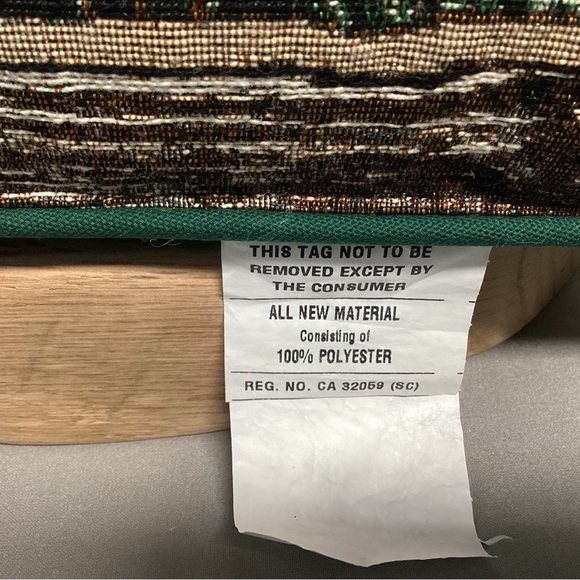 THIS TAG NOT TO BE
REMOVED EXCEPT BY
THE CONSUMER
ALL NEW MATERIAL
Consisting of
100% POLYESTER
REG. NO. CA 32059 (SC)